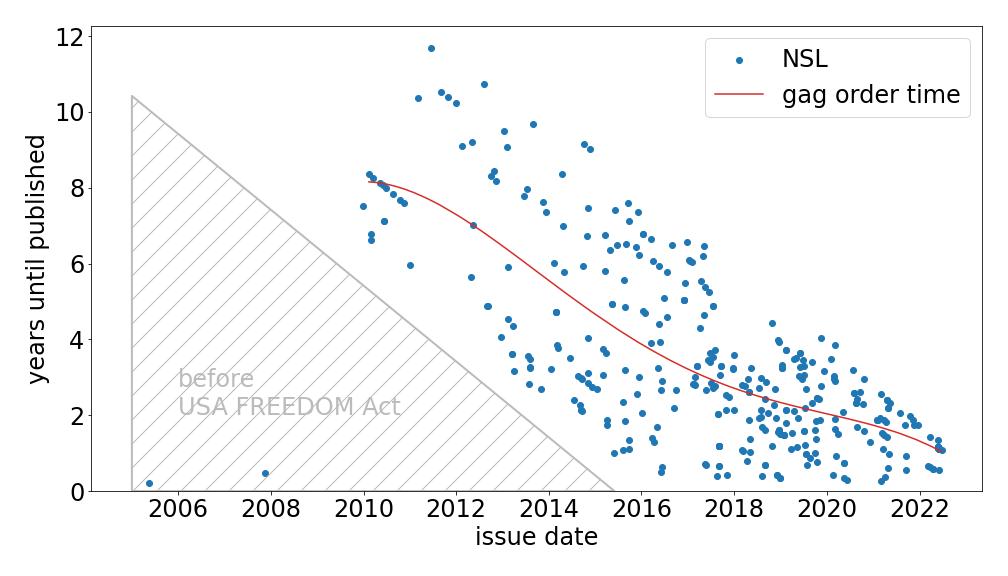 12
10
8
6
4
2
0
years until published
NSL
gag order time
before
USA FREEDOM Act
2006 2008 2010 2012 2014 2016 2018 2020 2022
issue date